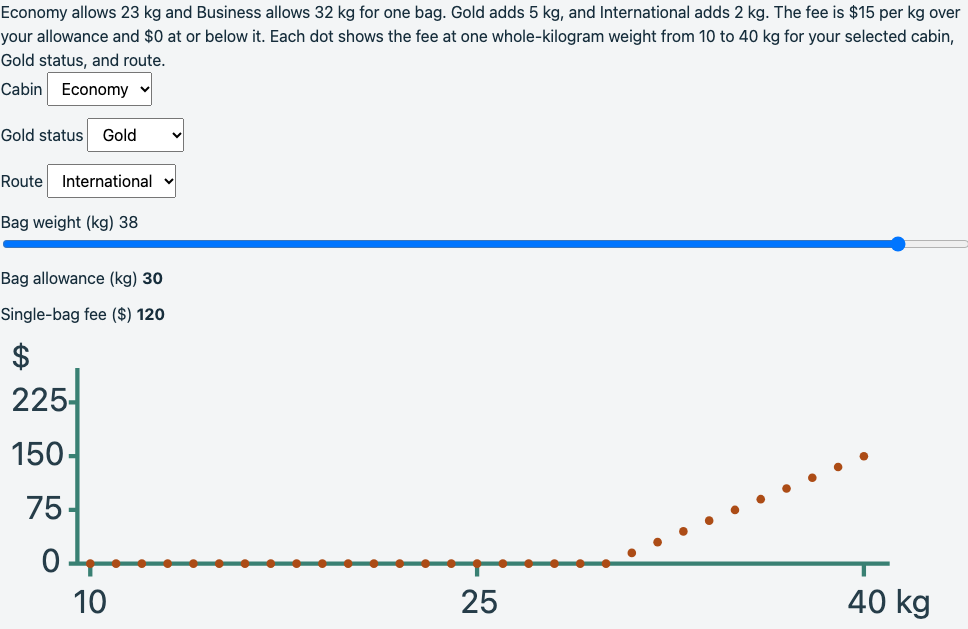 Economy allows 23 kg and Business allows 32 kg for one bag. Gold adds 5 kg, and International adds 2 kg. The fee is $15 per kg over
your allowance and $0 at or below it. Each dot shows the fee at one whole-kilogram weight from 10 to 40 kg for your selected cabin,
Gold status, and route.
Cabin Economy
Gold status Gold
Route International
Bag weight (kg) 38
Bag allowance (kg) 30
Single-bag fee ($) 120
$
225
150
75
0
10 25 40 kg